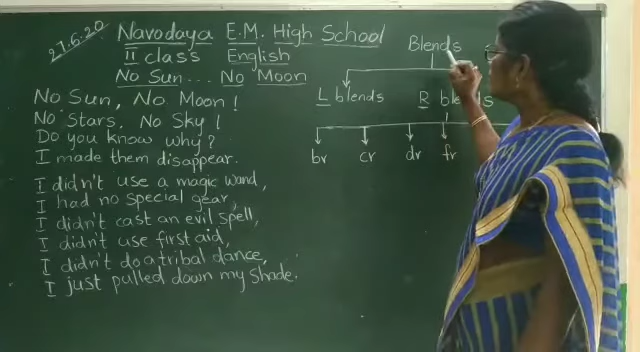 27.6.20
Navodaya E.M. High School
II class English
No Sun... No Moon
No Sun, No Moon!
No Stars, No Sky!
Do you know why?
I made them disappear.
I didn't use a magic wand,
I had no special gear,
I didn't cast an evil spell,
I didn't use first aid,
I didn't do a tribal dance,
I just pulled down my Shade.
Blends
L blends R blends
br cr dr fr